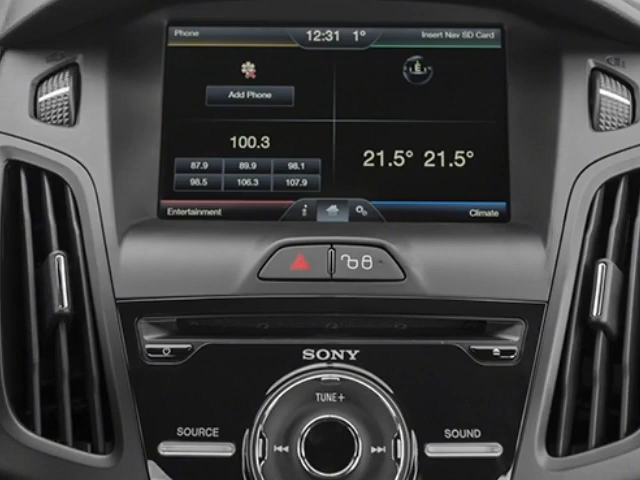 Phone 12:31 1° Insert Nav SD Card
E
Add Phone
100.3
21.5° 21.5°
87.9 89.9 98.1
98.5 106.3 107.9
Entertainment i Climate
SONY
TUNE+
SOURCE SOUND